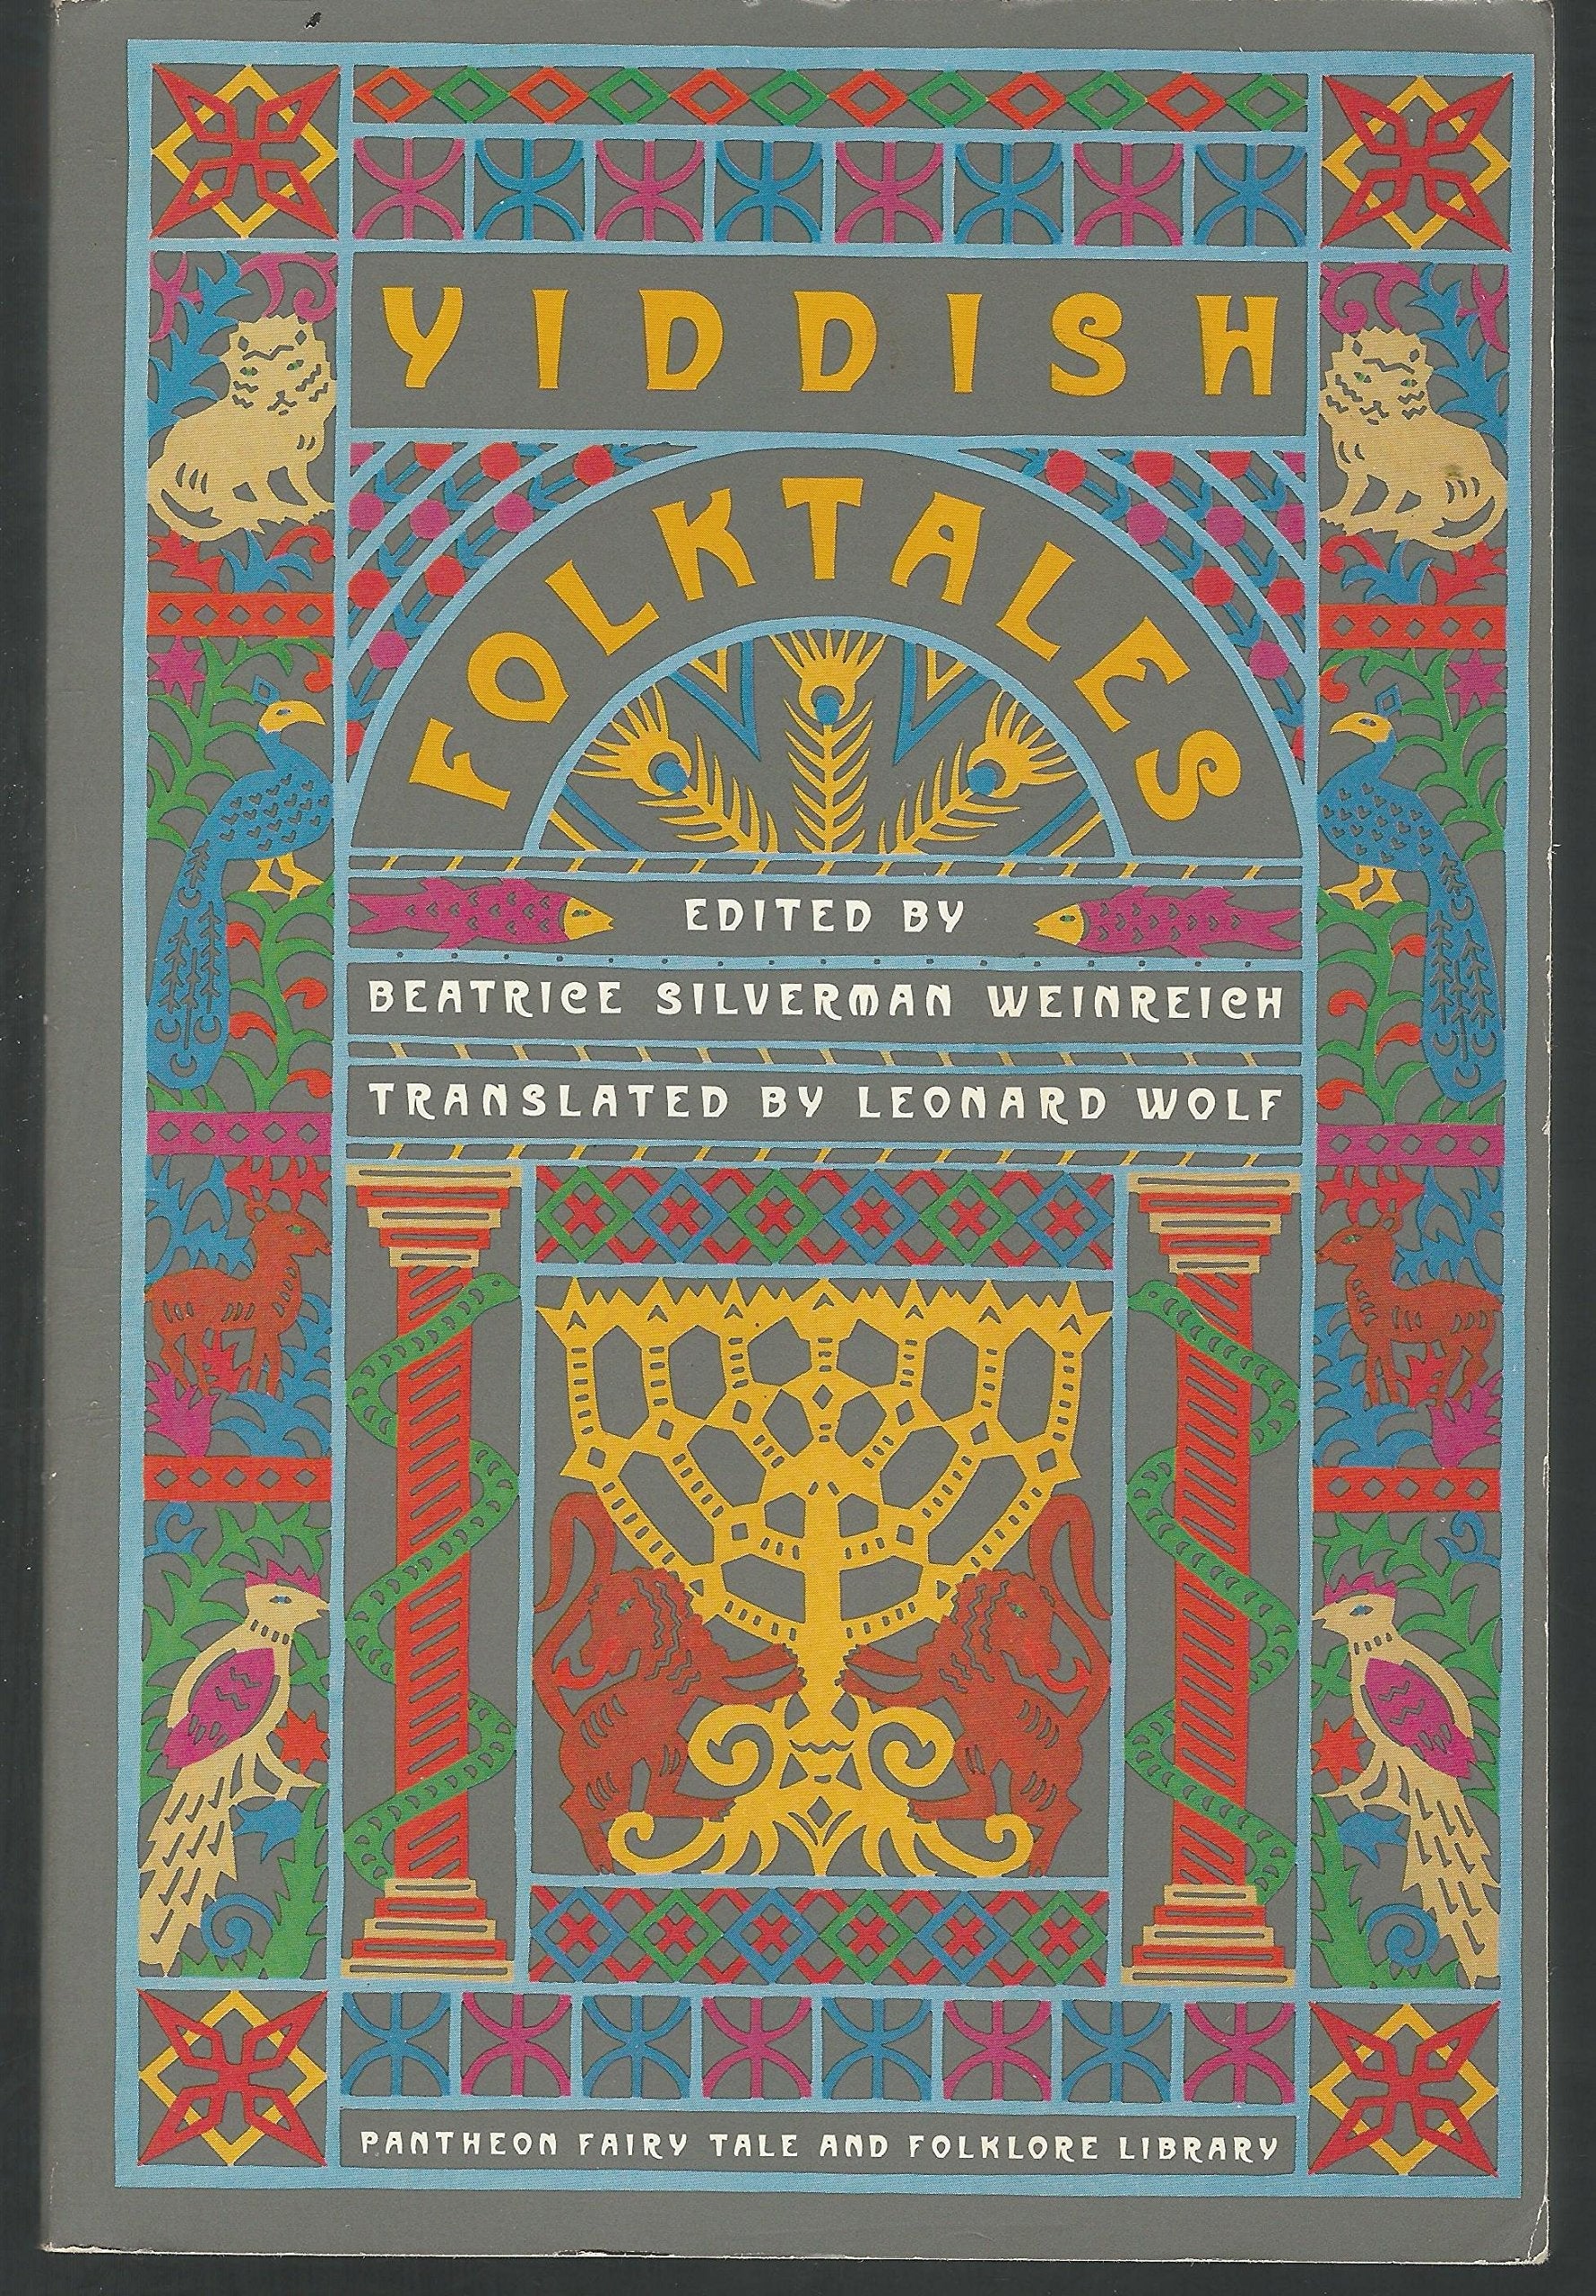 YIDDISH
FOLKTALES
EDITED BY
BEATRICE SILVERMAN WEINREICH
TRANSLATED BY LEONARD WOLF
PANTHEON FAIRY TALE AND FOLKLORE LIBRARY